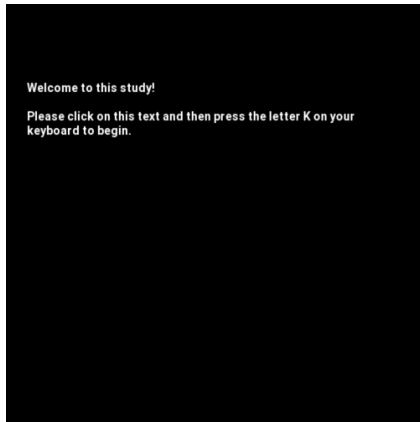 Welcome to this study!
Please click on this text and then press the letter K on your
keyboard to begin.